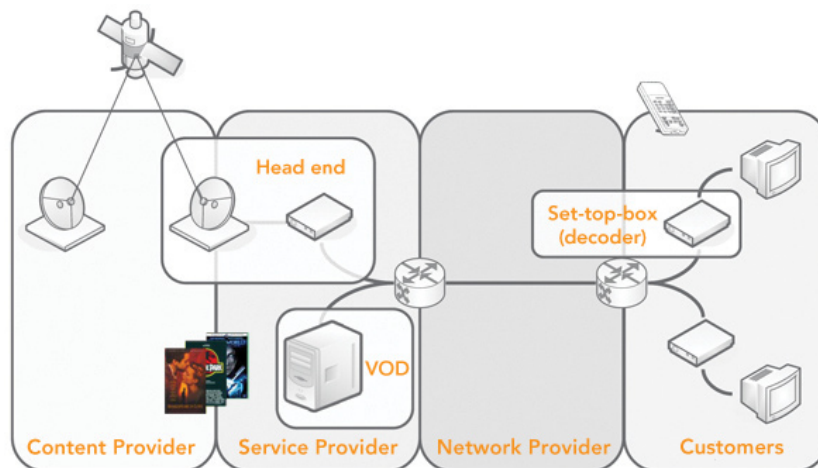 Head end
Set-top-box
(decoder)
VOD
Content Provider
Service Provider
Network Provider
Customers